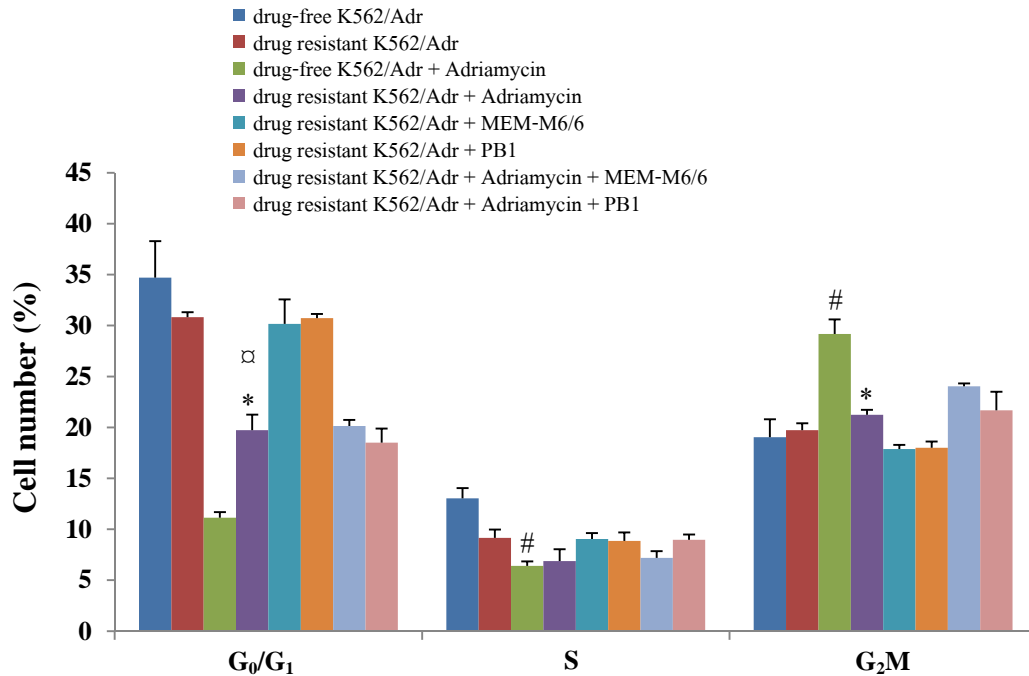 drug-free K562/Adr
drug resistant K562/Adr
drug-free K562/Adr + Adriamycin
drug resistant K562/Adr + Adriamycin
drug resistant K562/Adr + MEM-M6/6
drug resistant K562/Adr + PB1
drug resistant K562/Adr + Adriamycin + MEM-M6/6
drug resistant K562/Adr + Adriamycin + PB1
Cell number (%)
45
40
35
30
25
20
15
10
5
0
¤
*
#
#
*
G₀/G₁
S
G₂M